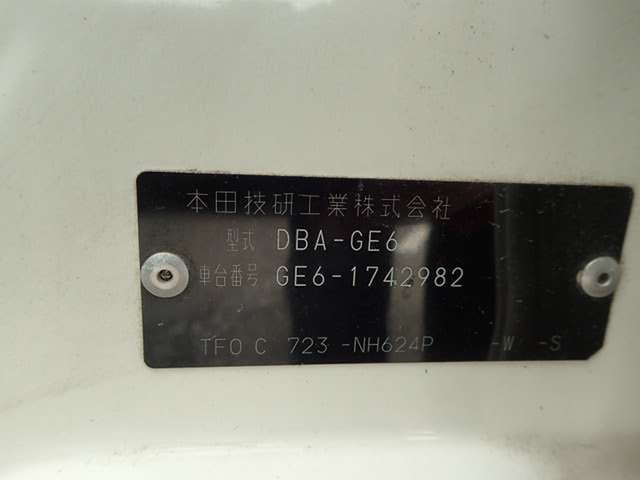 本田技研工業株式会社
型式 DBA-GE6
車台番号 GE6-1742982
TFO C 723 -NH624P -W -S